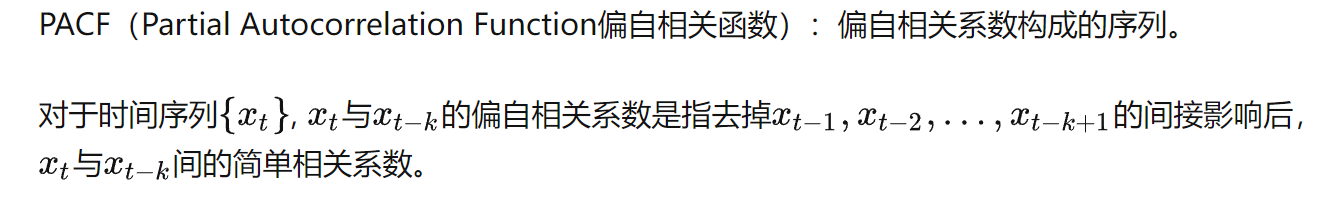 PACF（Partial Autocorrelation Function偏自相关函数）：偏自相关系数构成的序列。
对于时间序列{x_t}, x_t与x_{t−k}的偏自相关系数是指去掉x_{t−1}, x_{t−2}, ..., x_{t−k+1}的间接影响后，
x_t与x_{t−k}间的简单相关系数。